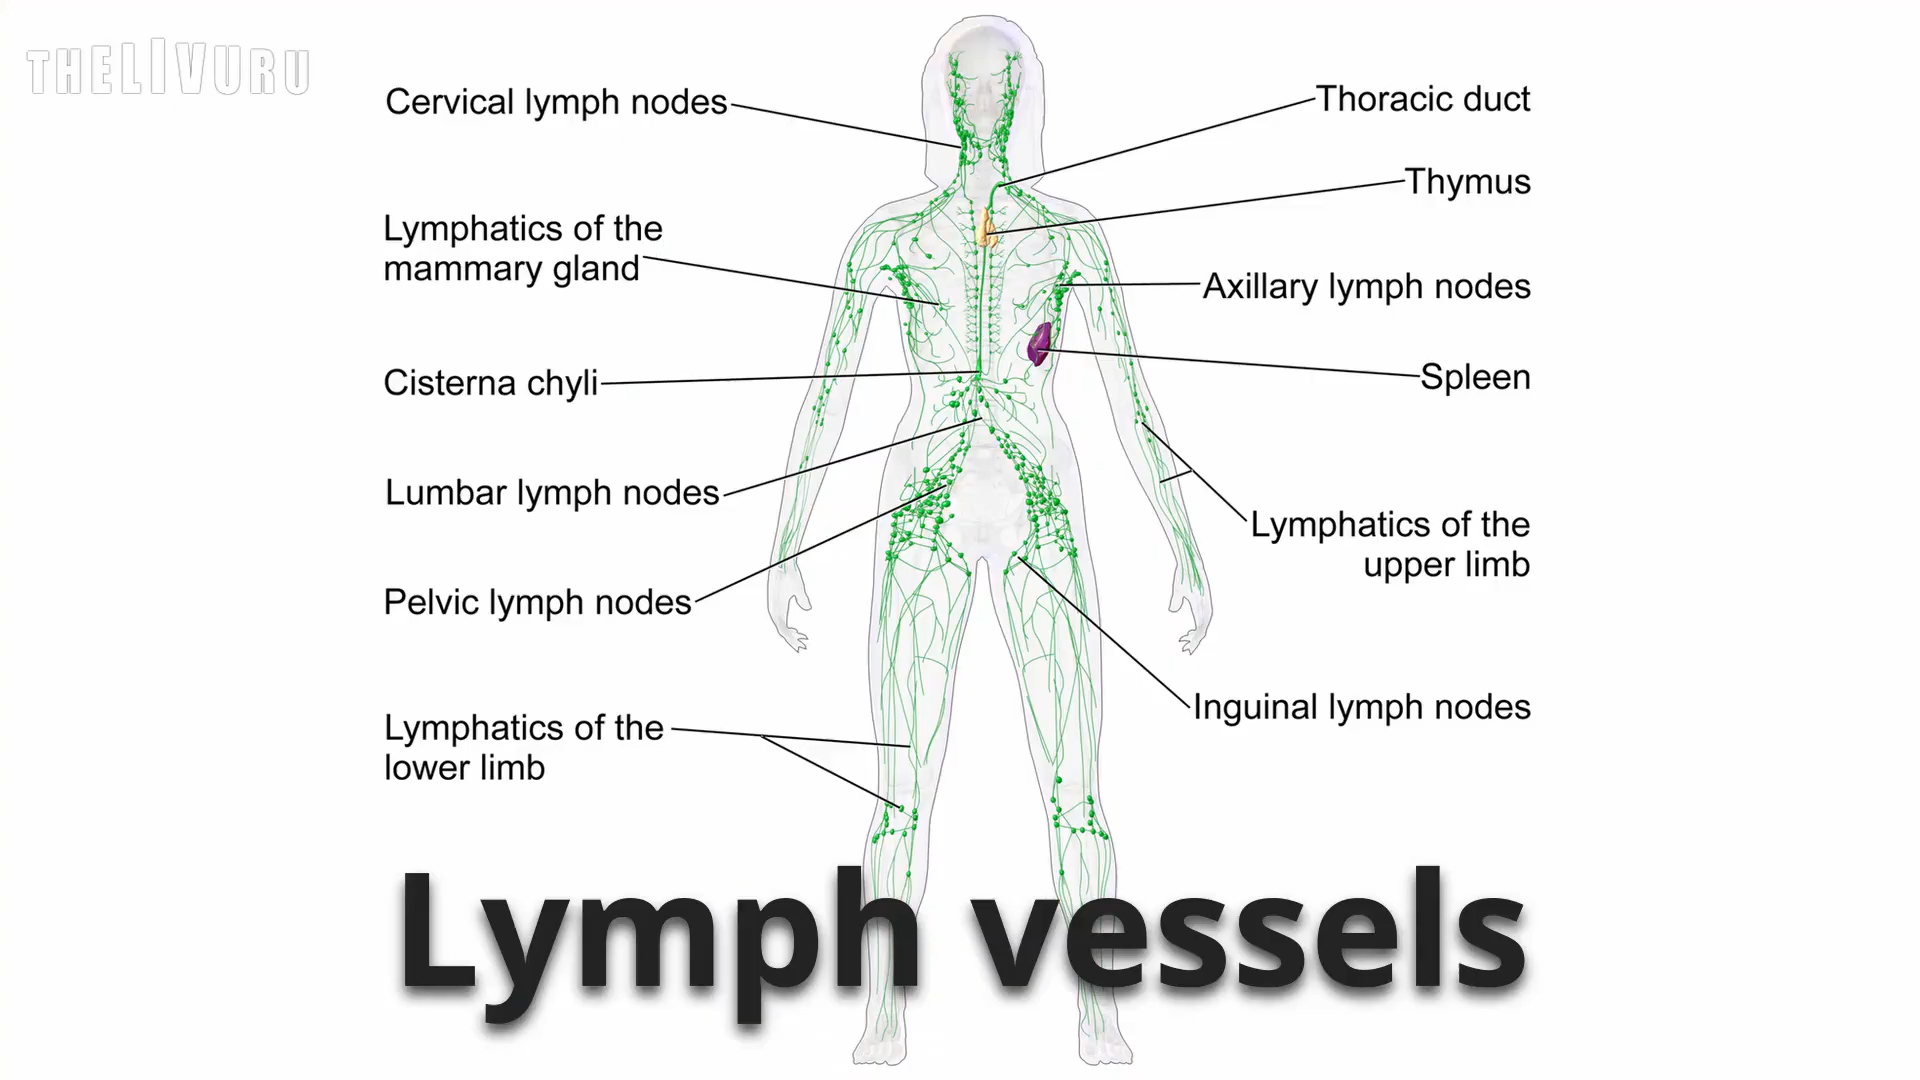 THELIVURU
Cervical lymph nodes
Thoracic duct
Thymus
Lymphatics of the
mammary gland
Axillary lymph nodes
Cisterna chyli
Spleen
Lumbar lymph nodes
Lymphatics of the
upper limb
Pelvic lymph nodes
Inguinal lymph nodes
Lymphatics of the
lower limb
Lymph vessels